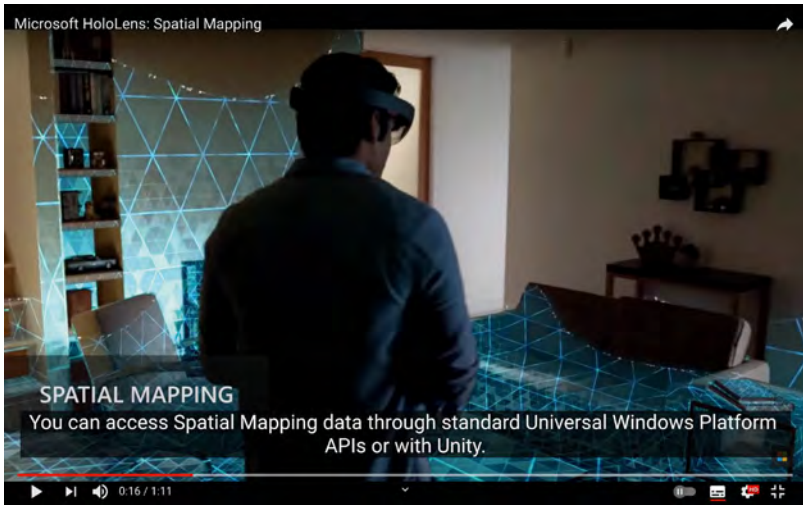 Microsoft HoloLens: Spatial Mapping
SPATIAL MAPPING
You can access Spatial Mapping data through standard Universal Windows Platform
APIs or with Unity.
0:16 / 1:11
HD